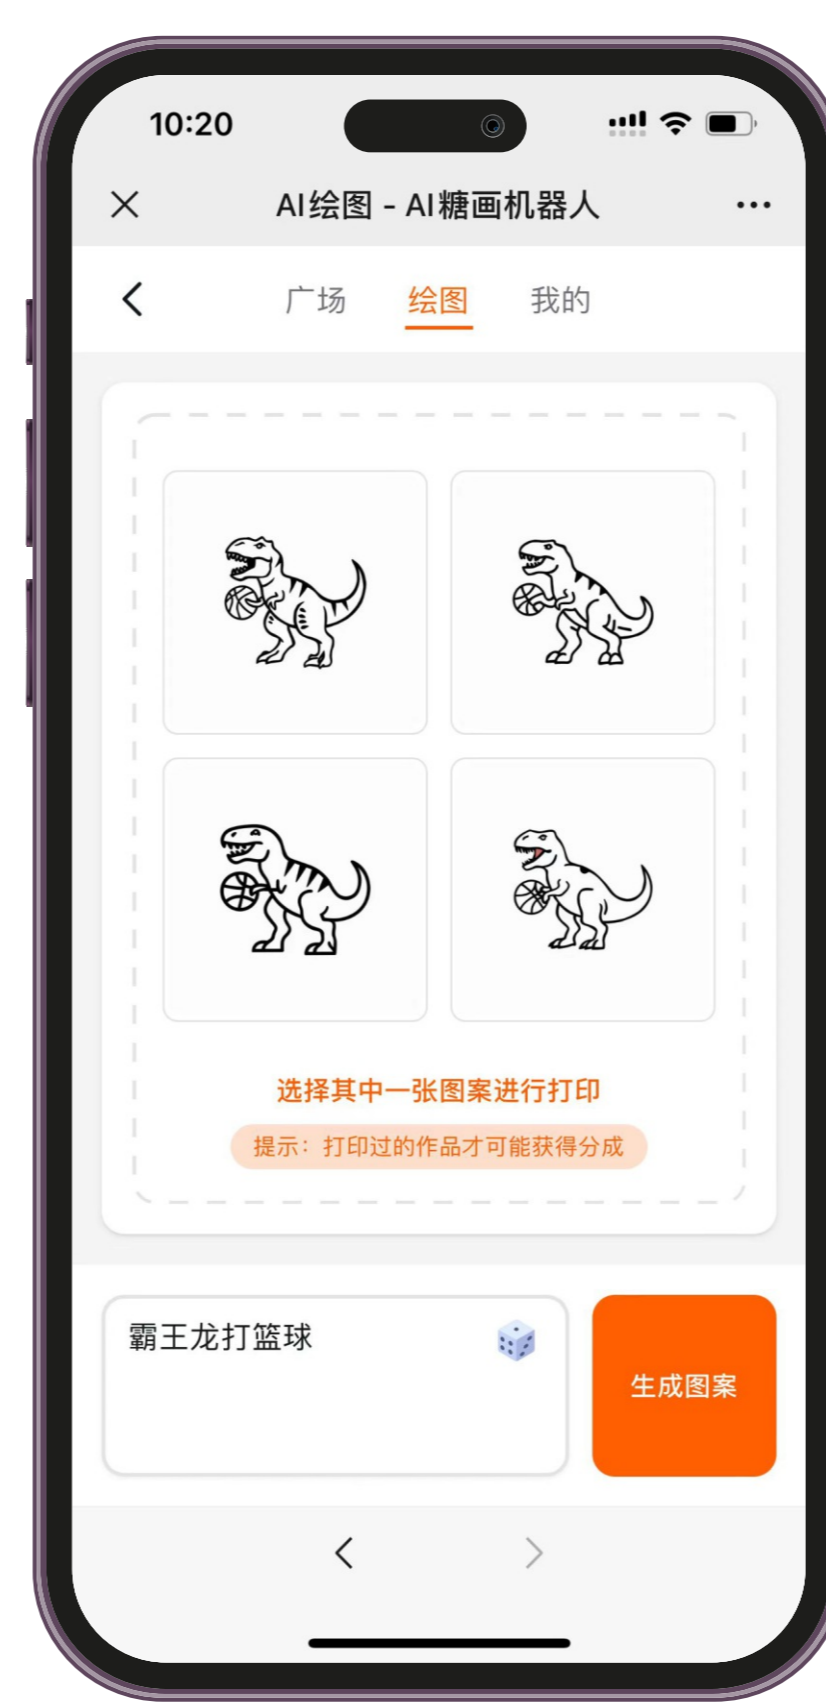 10:20
AI绘图 - AI糖画机器人
广场 绘图 我的
选择其中一张图案进行打印
提示：打印过的作品才可能获得分成
霸王龙打篮球
生成图案